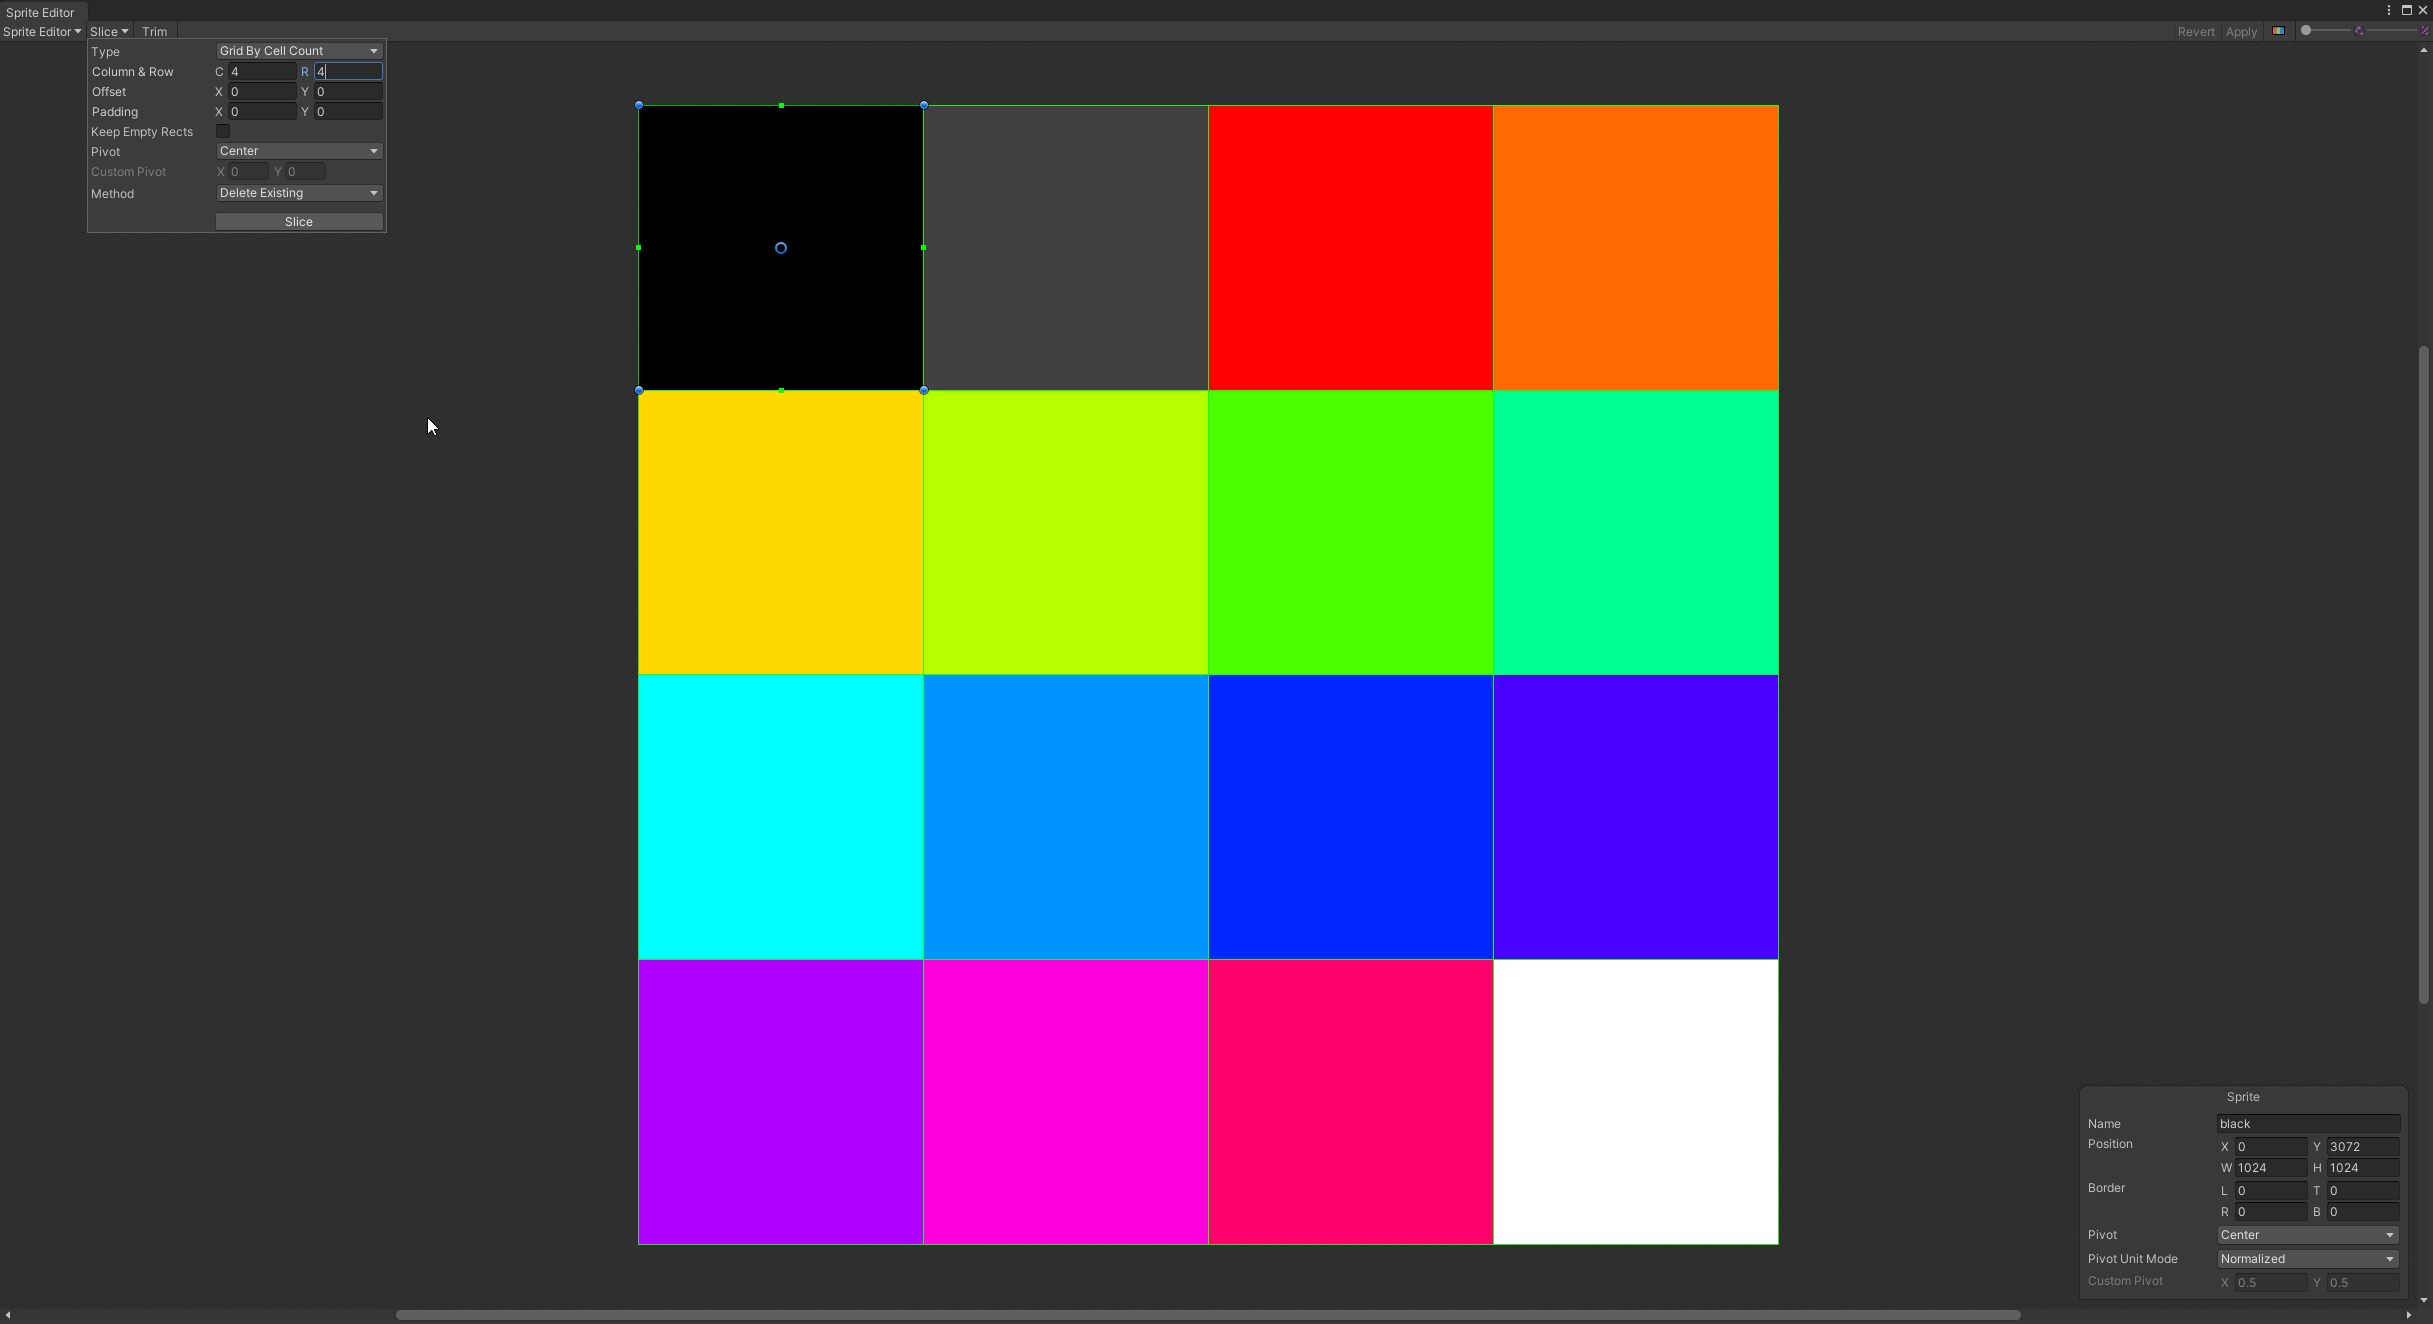 Sprite Editor
Sprite Editor Slice Trim Revert Apply
Type Grid By Cell Count
Column & Row C 4 R 4
Offset X 0 Y 0
Padding X 0 Y 0
Keep Empty Rects
Pivot Center
Custom Pivot X 0 Y 0
Method Delete Existing
Slice
Sprite
Name black
Position X 0 Y 3072
W 1024 H 1024
Border L 0 T 0
R 0 B 0
Pivot Center
Pivot Unit Mode Normalized
Custom Pivot X 0.5 Y 0.5